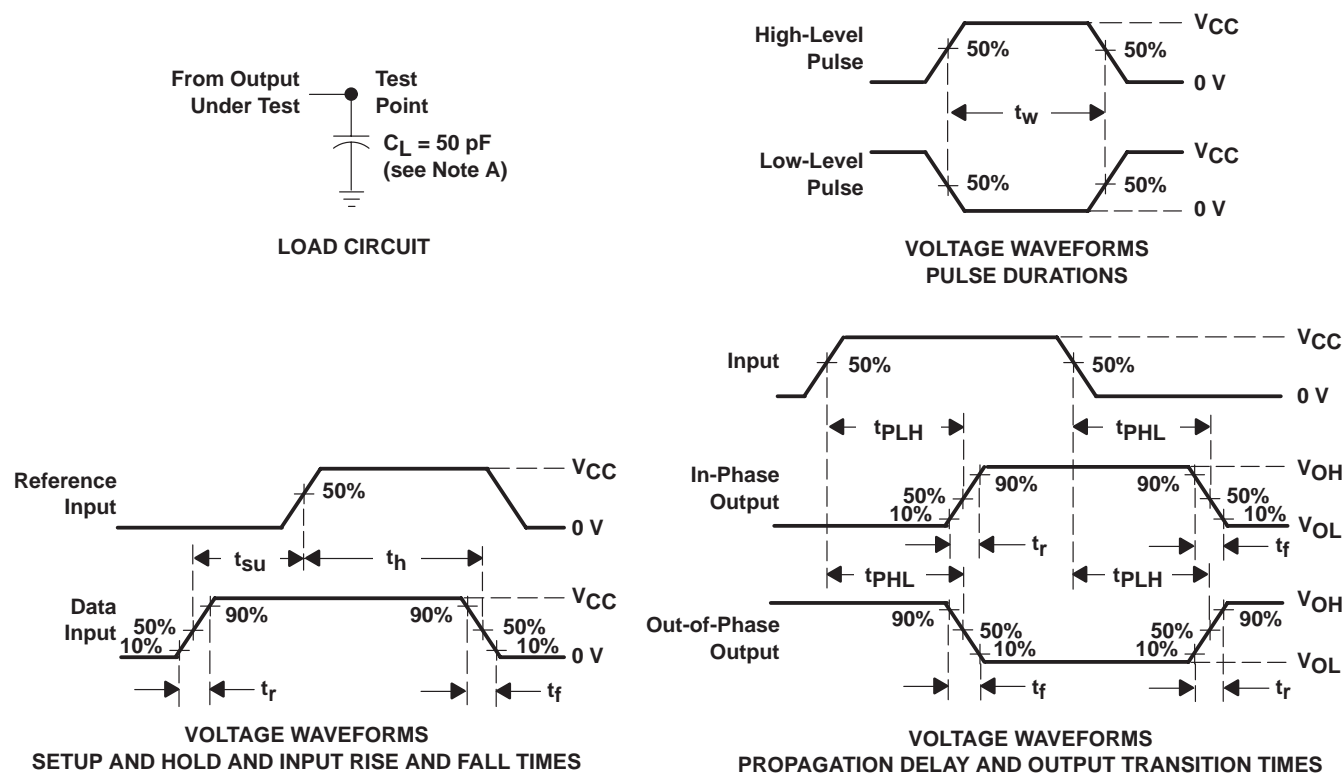 From Output
Under Test
Test
Point
CL = 50 pF
(see Note A)
LOAD CIRCUIT
High-Level
Pulse
50%
50%
VCC
0 V
tw
Low-Level
Pulse
50%
50%
VCC
0 V
VOLTAGE WAVEFORMS
PULSE DURATIONS
Reference
Input
50%
VCC
0 V
tsu
th
Data
Input
50%
10%
90%
90%
50%
10%
VCC
0 V
tr
tf
VOLTAGE WAVEFORMS
SETUP AND HOLD AND INPUT RISE AND FALL TIMES
Input
50%
50%
VCC
0 V
tPLH
tPHL
In-Phase
Output
50%
10%
90%
90%
50%
10%
VOH
VOL
tr
tf
tPHL
tPLH
Out-of-Phase
Output
90%
50%
10%
50%
10%
90%
VOH
VOL
tf
tr
VOLTAGE WAVEFORMS
PROPAGATION DELAY AND OUTPUT TRANSITION TIMES